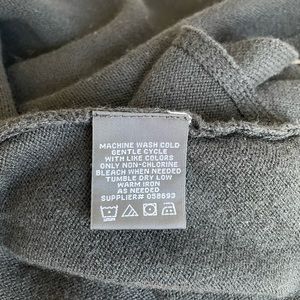 MACHINE WASH COLD
GENTLE CYCLE
WITH LIKE COLORS
ONLY NON-CHLORINE
BLEACH WHEN NEEDED
TUMBLE DRY LOW
WARM IRON
AS NEEDED
SUPPLIER# 058693